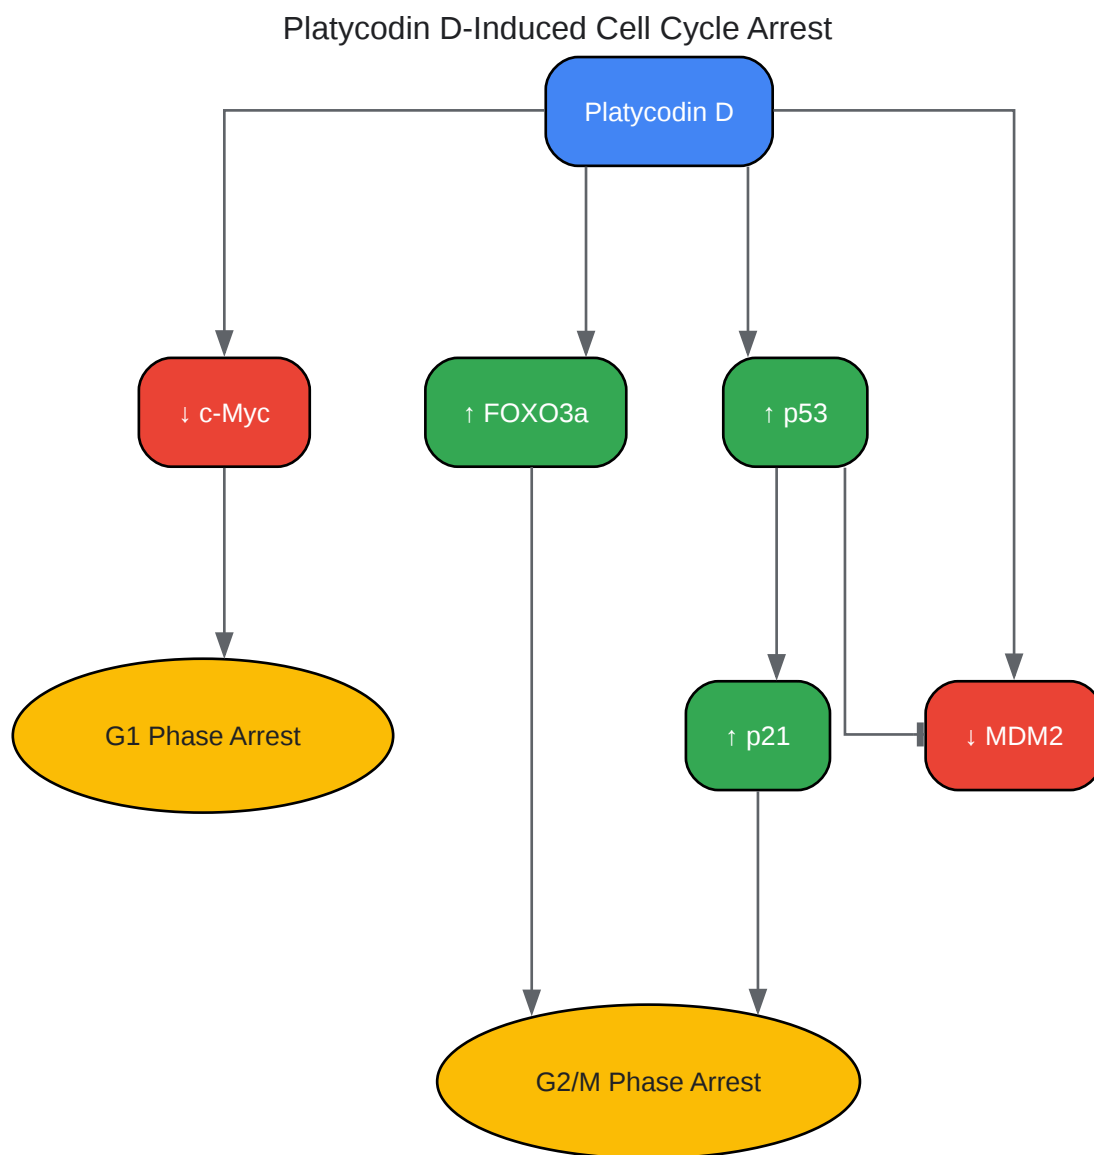 Platycodin D-Induced Cell Cycle Arrest
Platycodin D
↓ c-Myc
↑ FOXO3a
↑ p53
G1 Phase Arrest
↑ p21
↓ MDM2
G2/M Phase Arrest